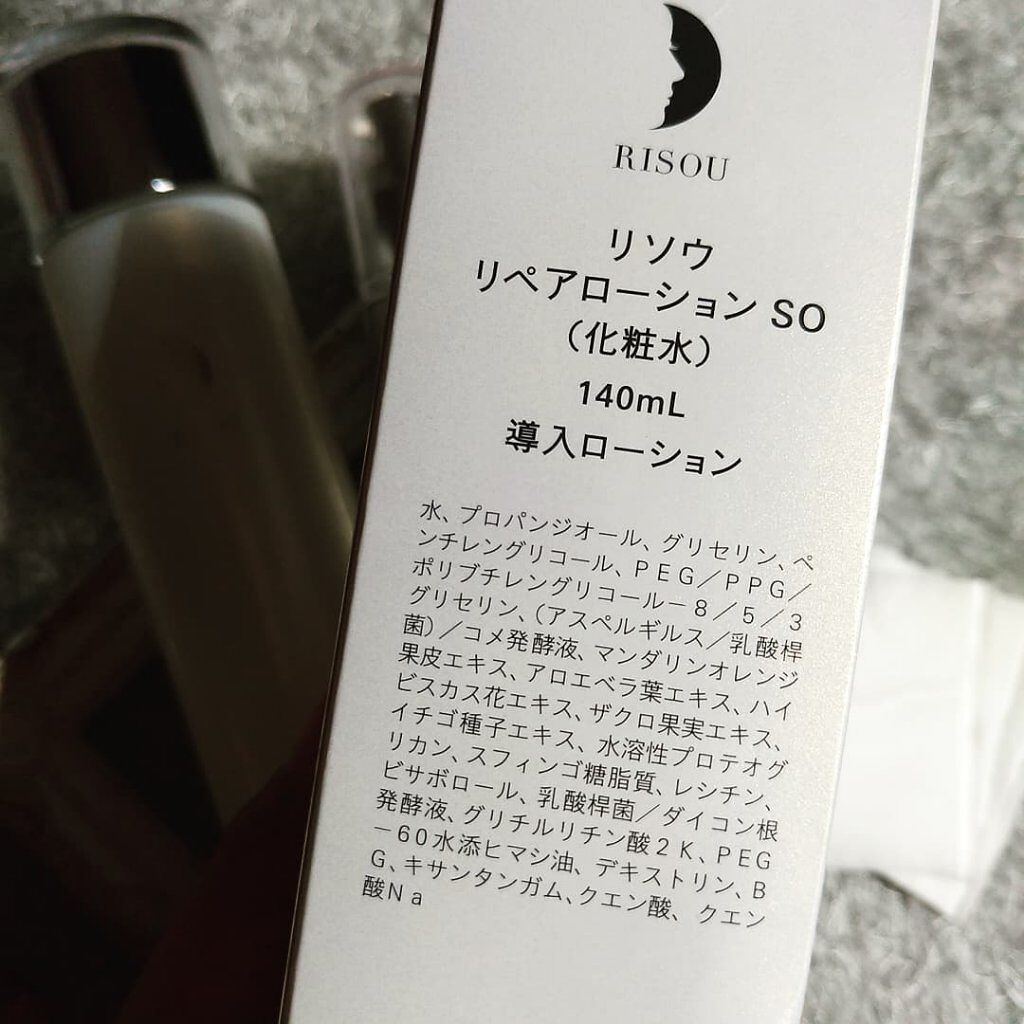 RISOU
リソウ
リペアローション SO
（化粧水）
140mL
導入ローション
水、プロパンジオール、グリセリン、ペ
ンチレングリコール、ＰＥＧ／ＰＰＧ／
ポリブチレングリコール－８／５／３
グリセリン、（アスペルギルス／乳酸桿
菌）／コメ発酵液、マンダリンオレンジ
果皮エキス、アロエベラ葉エキス、ハイ
ビスカス花エキス、ザクロ果実エキス、
イチゴ種子エキス、水溶性プロテオグ
リカン、スフィンゴ糖脂質、レシチン、
ビサボロール、乳酸桿菌／ダイコン根
発酵液、グリチルリチン酸２Ｋ、ＰＥＧ
－６０水添ヒマシ油、デキストリン、Ｂ
Ｇ、キサンタンガム、クエン酸、クエン
酸Ｎａ